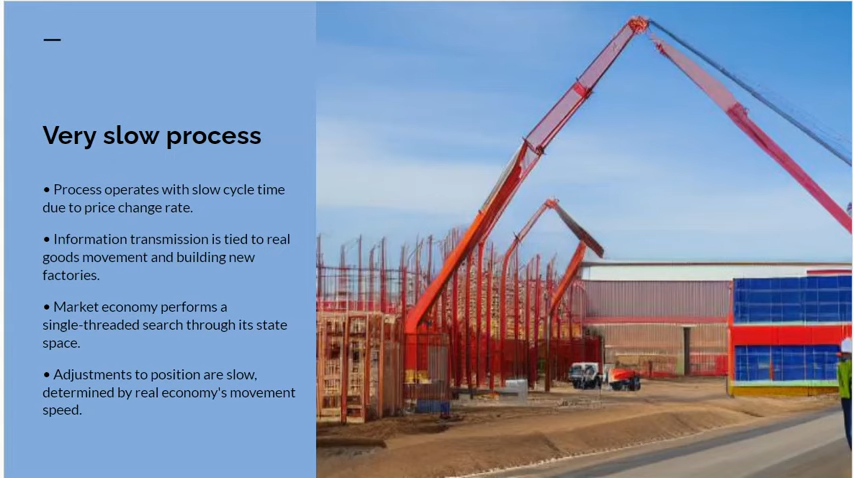 Very slow process
• Process operates with slow cycle time
due to price change rate.
• Information transmission is tied to real
goods movement and building new
factories.
• Market economy performs a
single-threaded search through its state
space.
• Adjustments to position are slow,
determined by real economy's movement
speed.